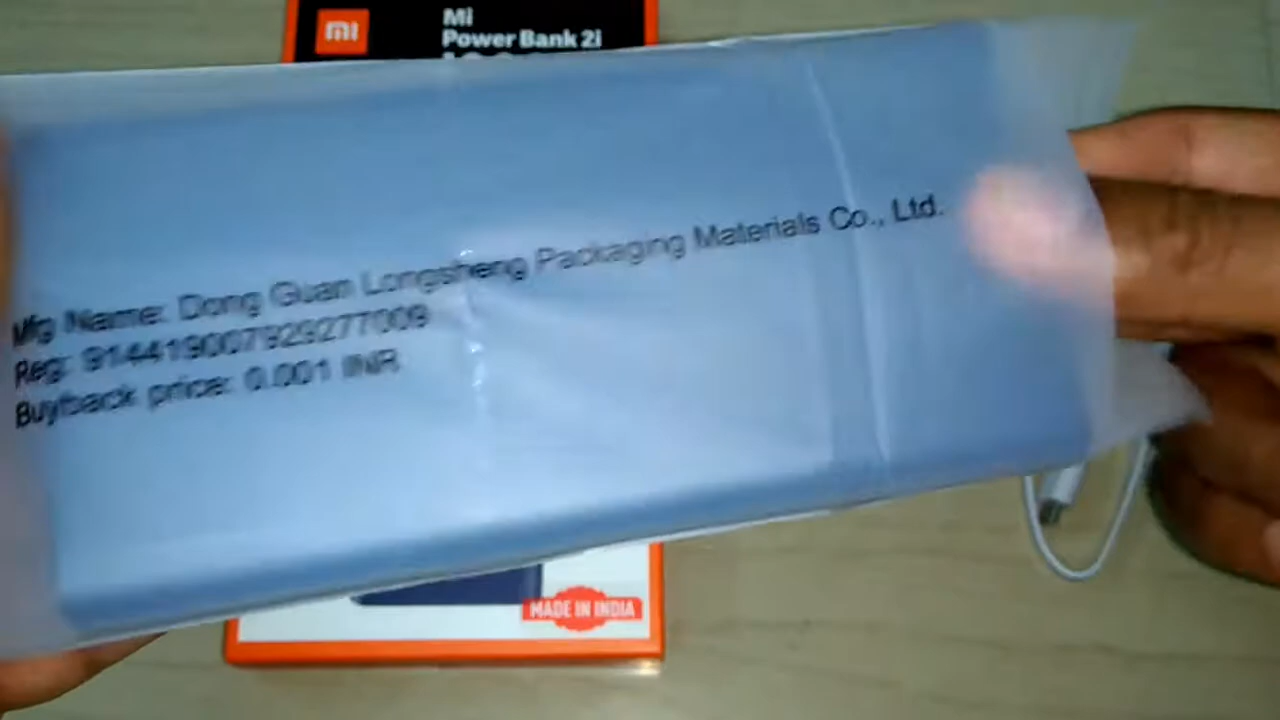 mi
Mi
Power Bank 2i
Mfg Name: Dong Guan Longsheng Packaging Materials Co., Ltd.
Reg: 914419007929277009
Buyback price: 0.001 INR
MADE IN INDIA